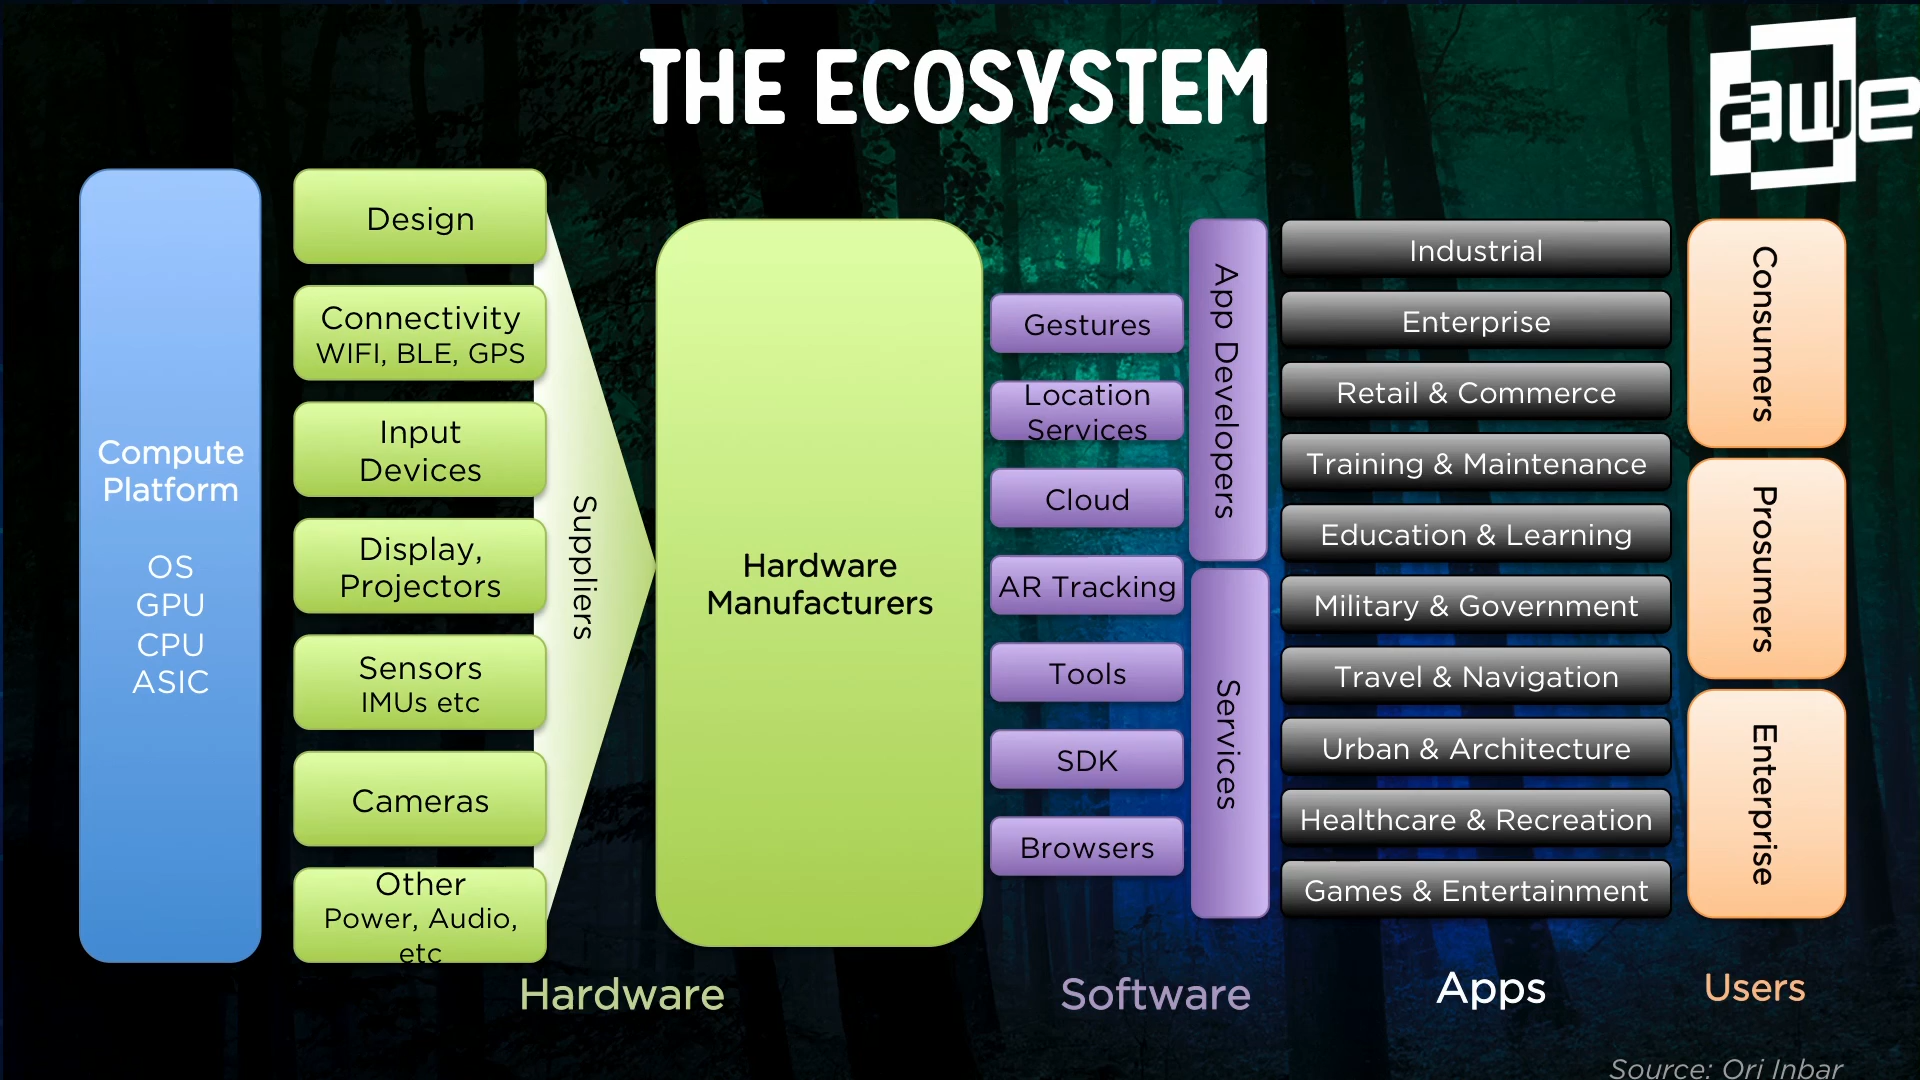 THE ECOSYSTEM
awe
Compute
Platform
OS
GPU
CPU
ASIC
Design
Connectivity
WIFI, BLE, GPS
Input
Devices
Display,
Projectors
Sensors
IMUs etc
Cameras
Other
Power, Audio,
etc
Suppliers
Hardware
Manufacturers
Gestures
Location
Services
Cloud
AR Tracking
Tools
SDK
Browsers
App Developers
Services
Industrial
Enterprise
Retail & Commerce
Training & Maintenance
Education & Learning
Military & Government
Travel & Navigation
Urban & Architecture
Healthcare & Recreation
Games & Entertainment
Consumers
Prosumers
Enterprise
Hardware
Software
Apps
Users
Source: Ori Inbar